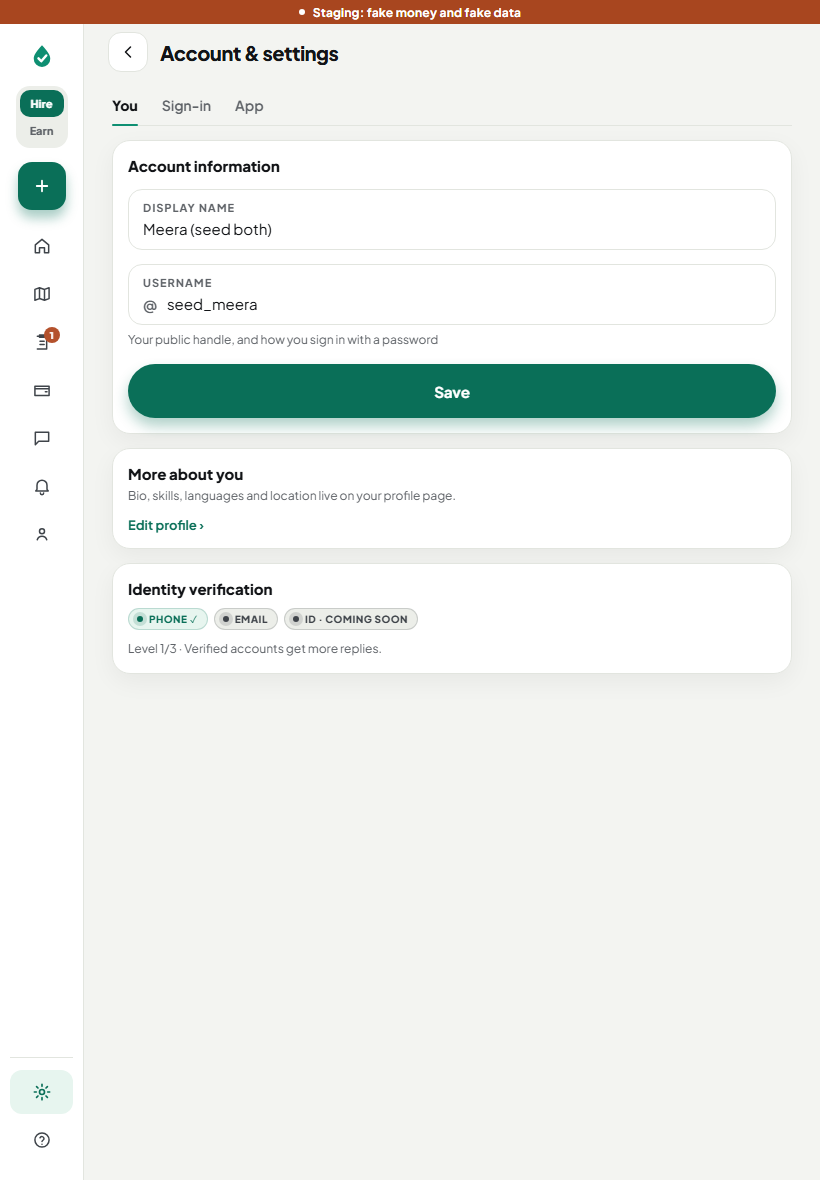 Staging: fake money and fake data
Account & settings
Hire
Earn
You
Sign-in
App
Account information
DISPLAY NAME
Meera (seed both)
USERNAME
@ seed_meera
Your public handle, and how you sign in with a password
Save
1
More about you
Bio, skills, languages and location live on your profile page.
Edit profile ›
Identity verification
PHONE ✓
EMAIL
ID · COMING SOON
Level 1/3 · Verified accounts get more replies.